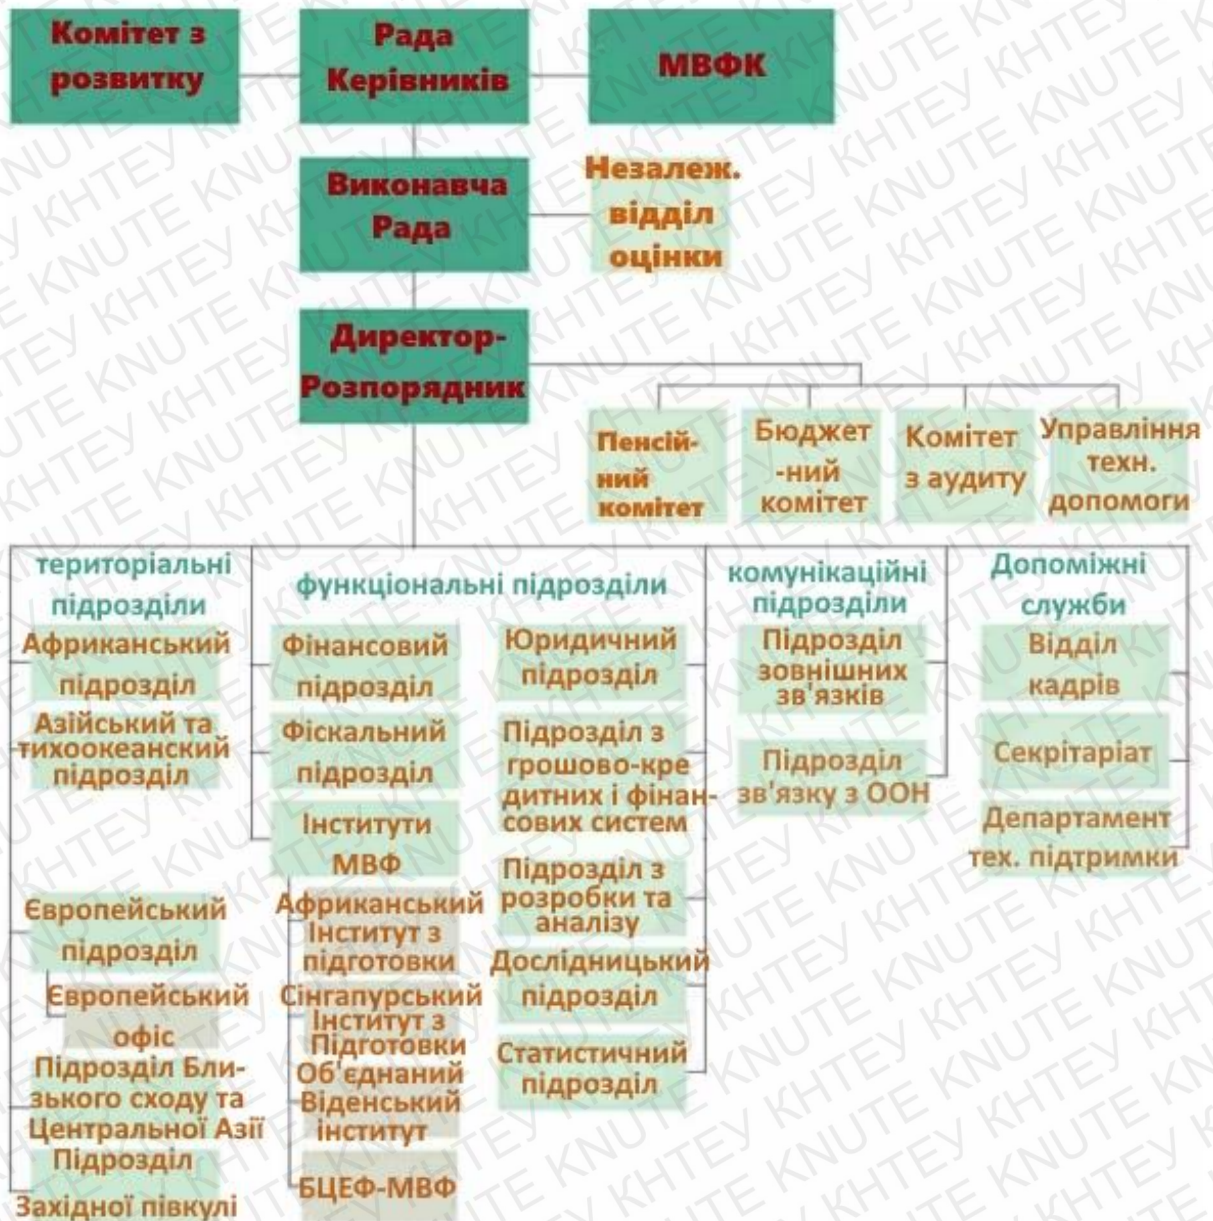 Комітет з
розвитку
Рада
Керівників
МВФК
Виконавча
Рада
Незалеж.
відділ
оцінки
Директор-
Розпорядник
Пенсій-
ний
комітет
Бюджет
-ний
комітет
Комітет
з аудиту
Управління
техн.
допомоги
територіальні
підрозділи
Африканський
підрозділ
Азійський та
тихоокеанский
підрозділ
Європейський
підрозділ
Європейський
офіс
Підрозділ Бли-
зького сходу та
Центральної Азії
Підрозділ
Західної півкулі
функціональні підрозділи
Фінансовий
підрозділ
Фіскальний
підрозділ
Інститути
МВФ
Африканський
Інститут з
підготовки
Сінгапурський
Інститут з
Підготовки
Об'єднаний
Віденський
інститут
БЦЕФ-МВФ
Юридичний
підрозділ
Підрозділ з
грошово-кре
дитних і фінан-
сових систем
Підрозділ з
розробки та
аналізу
Дослідницький
підрозділ
Статистичний
підрозділ
комунікаційні
підрозділи
Підрозділ
зовнішних
зв'язків
Підрозділ
зв'язку з ООН
Допоміжні
служби
Відділ
кадрів
Секрітаріат
Департамент
тех. підтримки
KNUTE КНТЕУ